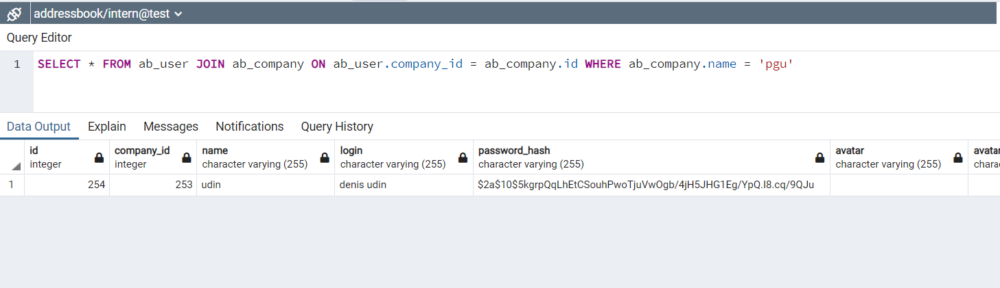 addressbook/intern@test
Query Editor
1 SELECT * FROM ab_user JOIN ab_company ON ab_user.company_id = ab_company.id WHERE ab_company.name = 'pgu'
Data Output Explain Messages Notifications Query History
id company_id name login password_hash avatar avatar
integer integer character varying (255) character varying (255) character varying (255) character varying (255) charac
1 254 253 udin denis udin $2a$10$5kgrpQqLhEtCSouhPwoTjuVwOgb/4jH5JHG1Eg/YpQ.I8.cq/9QJu